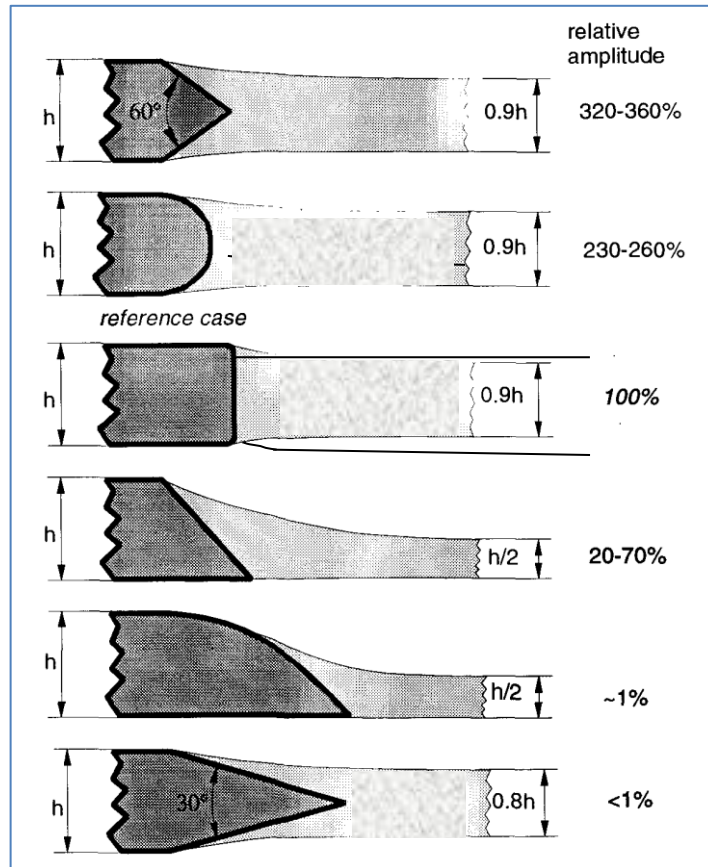 relative
amplitude
h
60°
0.9h
320-360%
h
0.9h
230-260%
reference case
h
0.9h
100%
h
h/2
20-70%
h
h/2
~1%
h
30°
0.8h
<1%